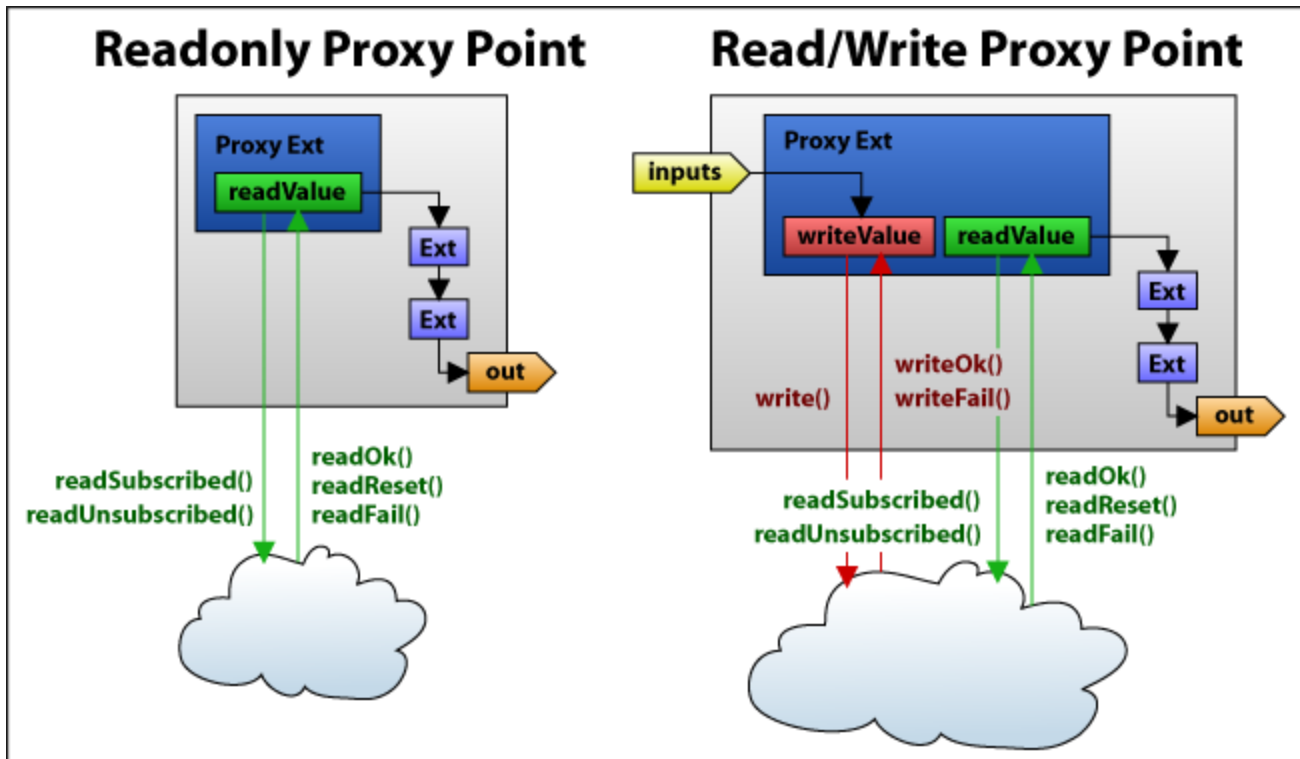 Readonly Proxy Point
Proxy Ext
readValue
Ext
Ext
out
readSubscribed()
readUnsubscribed()
readOk()
readReset()
readFail()
Read/Write Proxy Point
Proxy Ext
inputs
writeValue
readValue
Ext
Ext
out
write()
writeOk()
writeFail()
readSubscribed()
readUnsubscribed()
readOk()
readReset()
readFail()